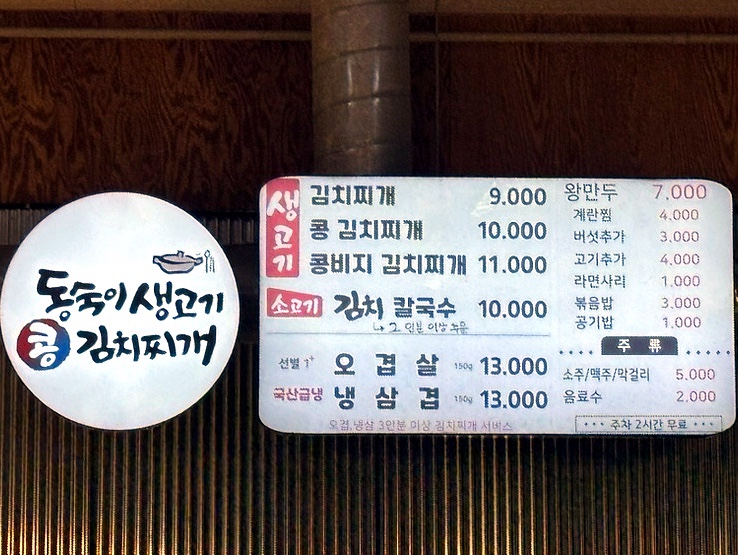 동숙이 생고기
콩 김치찌개
생고기
김치찌개 9.000
콩 김치찌개 10.000
콩비지 김치찌개 11.000
소고기 김치 칼국수 10.000
↳ 2인분 이상 주문
선별 1+ 오겹살 150g 13.000
국산급냉 냉삼겹 150g 13.000
오겹,냉삼 3인분 이상 김치찌개 서비스
왕만두 7,000
계란찜 4,000
버섯추가 3,000
고기추가 4,000
라면사리 1,000
볶음밥 3,000
공기밥 1,000
주 류
소주/맥주/막걸리 5,000
음료수 2,000
주차 2시간 무료